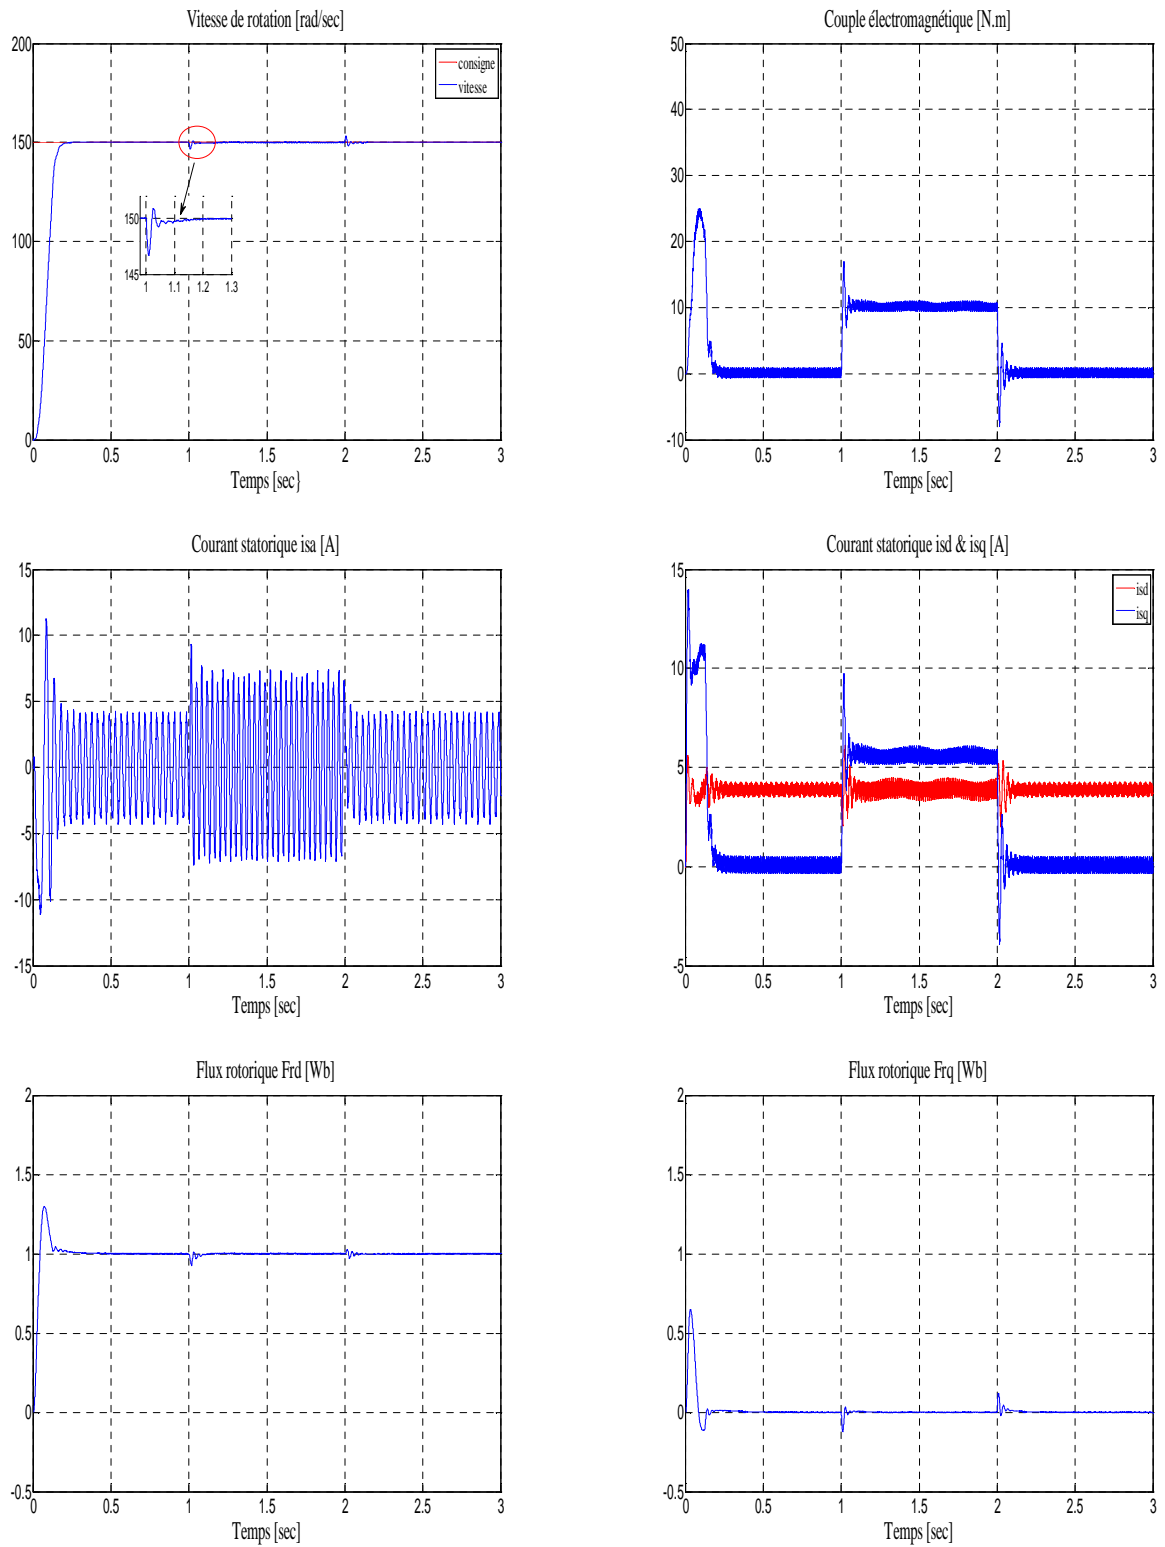 Vitesse de rotation [rad/sec]
200
150
100
50
0
0 0.5 1 1.5 2 2.5 3
Temps [sec}
consigne
vitesse
150
145
1 1.1 1.2 1.3
Couple électromagnétique [N.m]
50
40
30
20
10
0
-10
0 0.5 1 1.5 2 2.5 3
Temps [sec]
Courant statorique isa [A]
15
10
5
0
-5
-10
-15
0 0.5 1 1.5 2 2.5 3
Temps [sec]
Courant statorique isd & isq [A]
15
10
5
0
-5
0 0.5 1 1.5 2 2.5 3
Temps [sec]
isd
isq
Flux rotorique Frd [Wb]
2
1.5
1
0.5
0
-0.5
0 0.5 1 1.5 2 2.5 3
Temps [sec]
Flux rotorique Frq [Wb]
2
1.5
1
0.5
0
-0.5
0 0.5 1 1.5 2 2.5 3
Temps [sec]